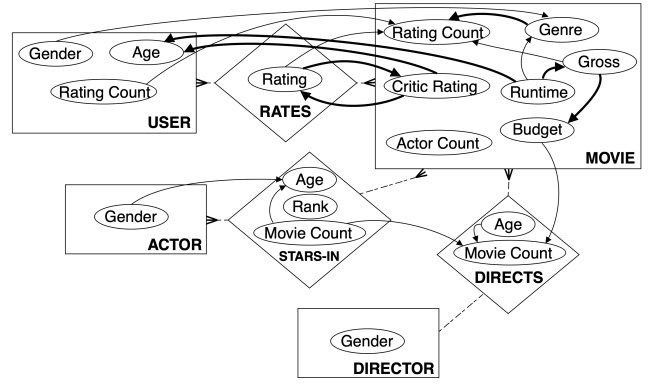 Gender
Age
Rating Count
USER
Rating
RATES
Rating Count
Genre
Gross
Critic Rating
Runtime
Budget
Actor Count
MOVIE
Gender
ACTOR
Age
Rank
Movie Count
STARS-IN
Age
Movie Count
DIRECTS
Gender
DIRECTOR